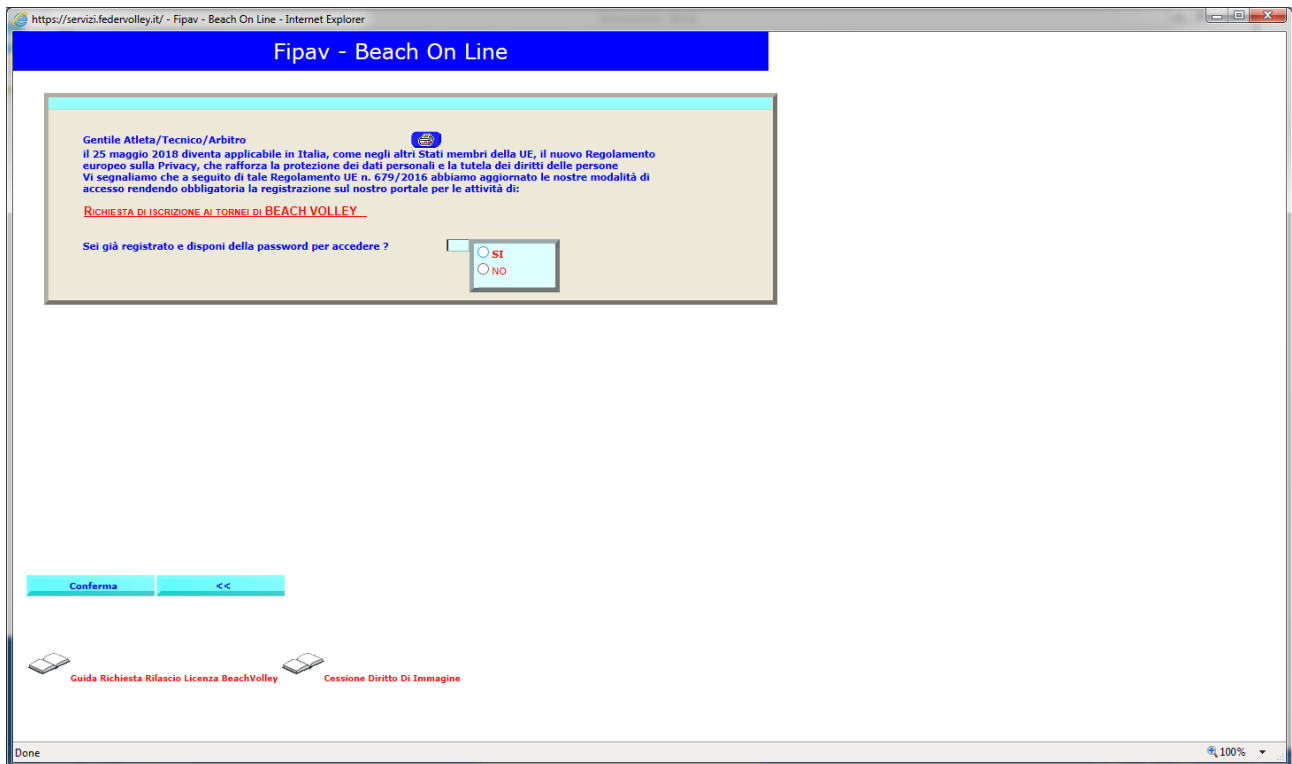 https://servizi.federvolley.it/ - Fipav - Beach On Line - Internet Explorer
Fipav - Beach On Line
Gentile Atleta/Tecnico/Arbitro
il 25 maggio 2018 diventa applicabile in Italia, come negli altri Stati membri della UE, il nuovo Regolamento
europeo sulla Privacy, che rafforza la protezione dei dati personali e la tutela dei diritti delle persone
Vi segnaliamo che a seguito di tale Regolamento UE n. 679/2016 abbiamo aggiornato le nostre modalità di
accesso rendendo obbligatoria la registrazione sul nostro portale per le attività di:
RICHIESTA DI ISCRIZIONE AI TORNEI DI BEACH VOLLEY
Sei già registrato e disponi della password per accedere ?
SI
NO
Conferma <<
Guida Richiesta Rilascio Licenza BeachVolley Cessione Diritto Di Immagine
Done 100%